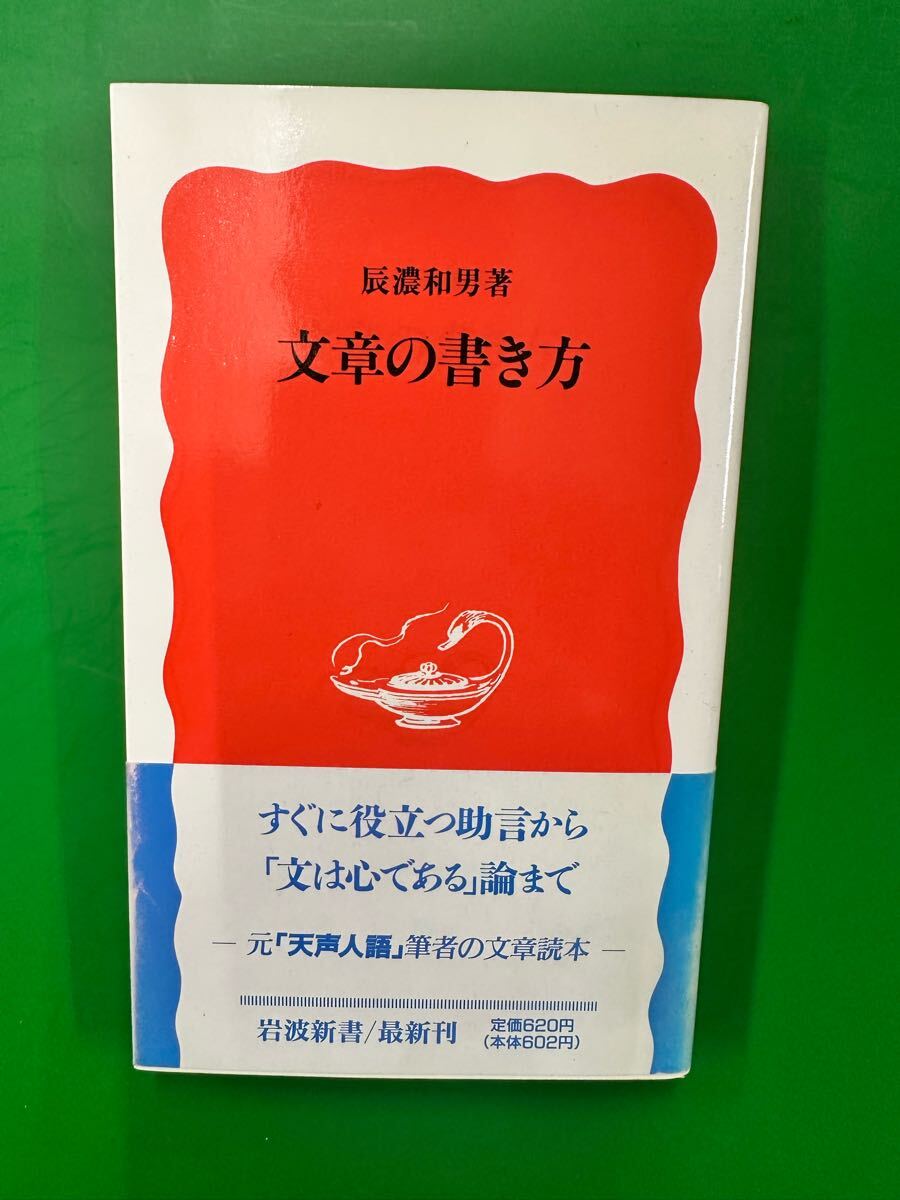 辰濃和男著
文章の書き方
すぐに役立つ助言から
「文は心である」論まで
— 元「天声人語」筆者の文章読本 —
岩波新書/最新刊
定価620円
(本体602円)